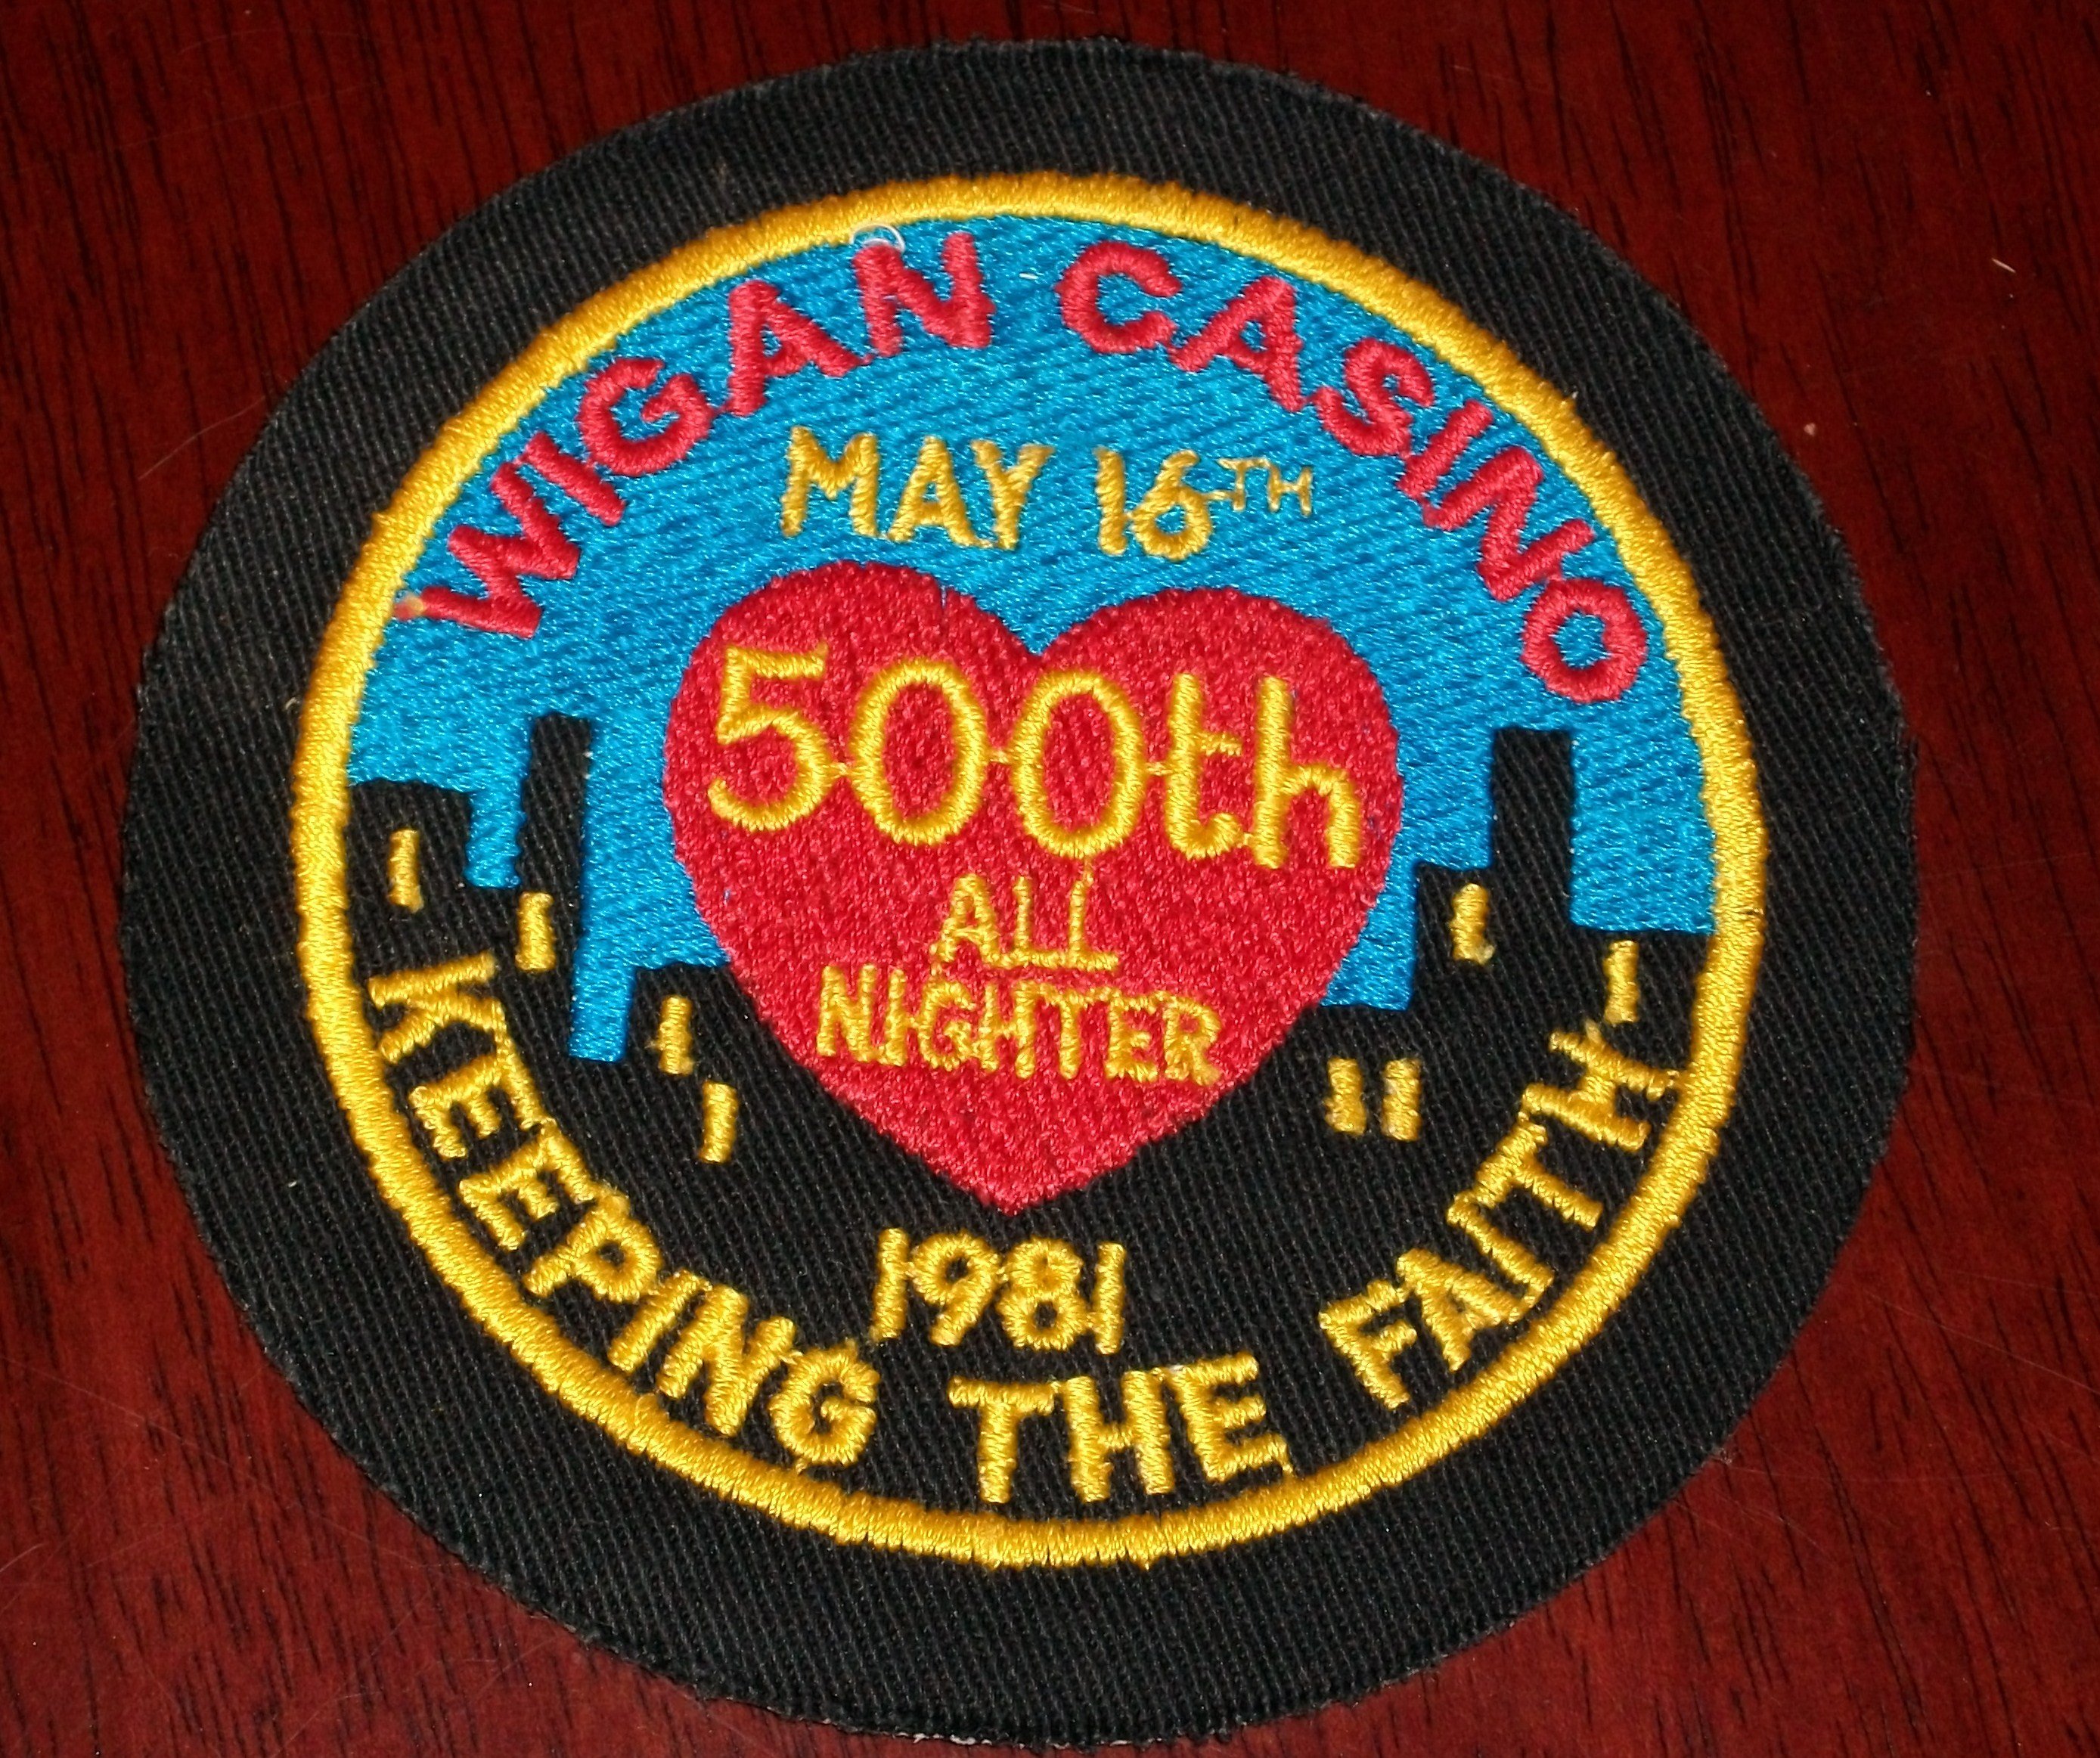 WIGAN CASINO
MAY 16TH
500th
ALL
NIGHTER
1981
KEEPING THE FAITH